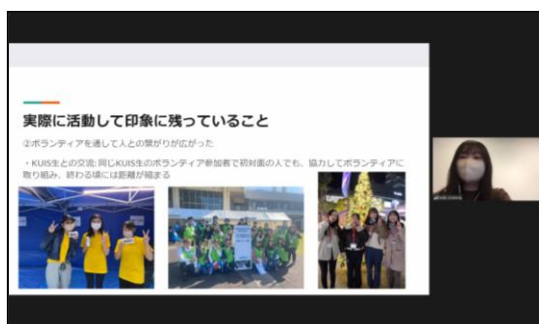 実際に活動して印象に残っていること
②ボランティアを通して人との繋がりが広がった
・KUIS生との交流: 同じKUIS生のボランティア参加者で初対面の人でも、協力してボランティアに
取り組み、終わる頃には距離が縮まる